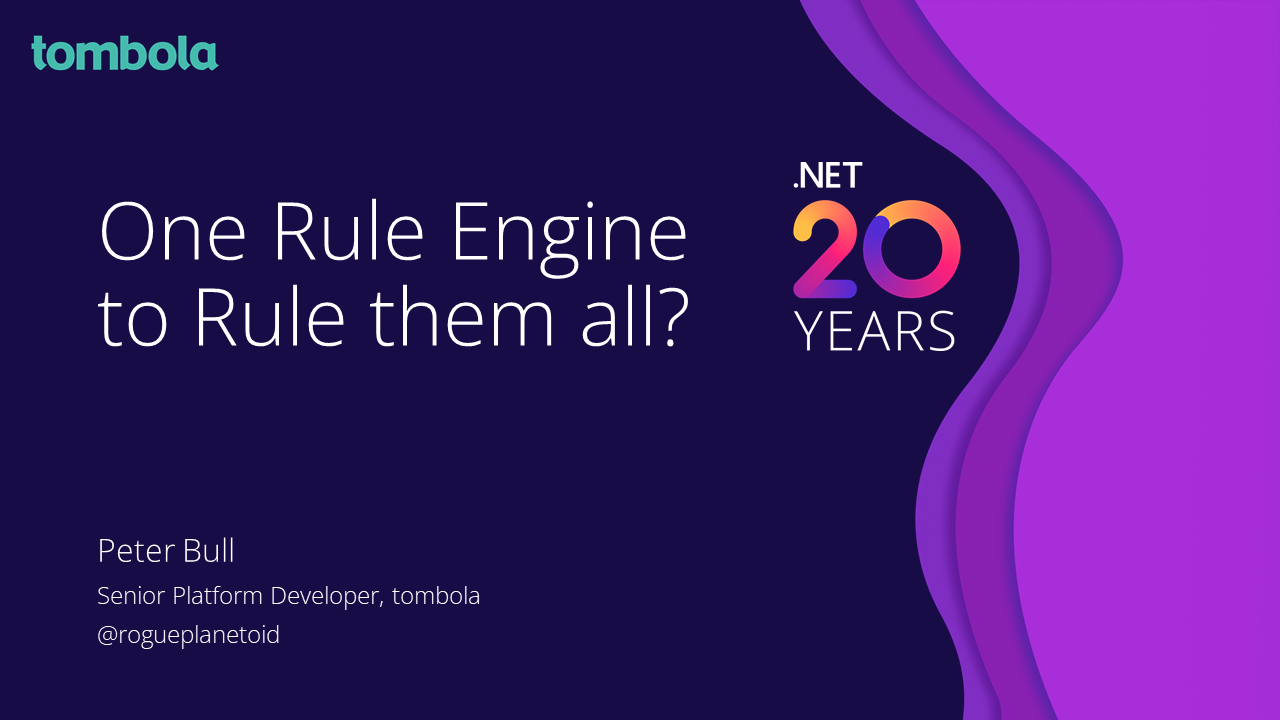 tombola
One Rule Engine
to Rule them all?
.NET
20
YEARS
Peter Bull
Senior Platform Developer, tombola
@rogueplanetoid